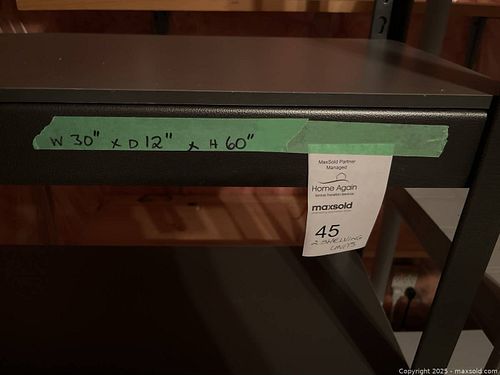 W 30" x D 12" x H 60"
MaxSold Partner
Managed
Home Again
maxsold
45
2 SHELVING
UNITS
Copyright 2025 - maxsold.com